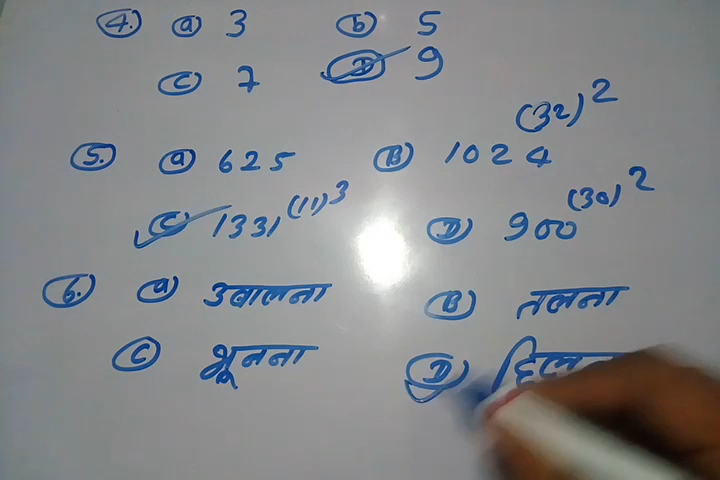 4. a 3 b 5
C 7 D 9
5. a 625 B 1024 (32)2
C 1331 (11)3 D 900 (30)2
6. a उबालना B तलना
C भूनना D